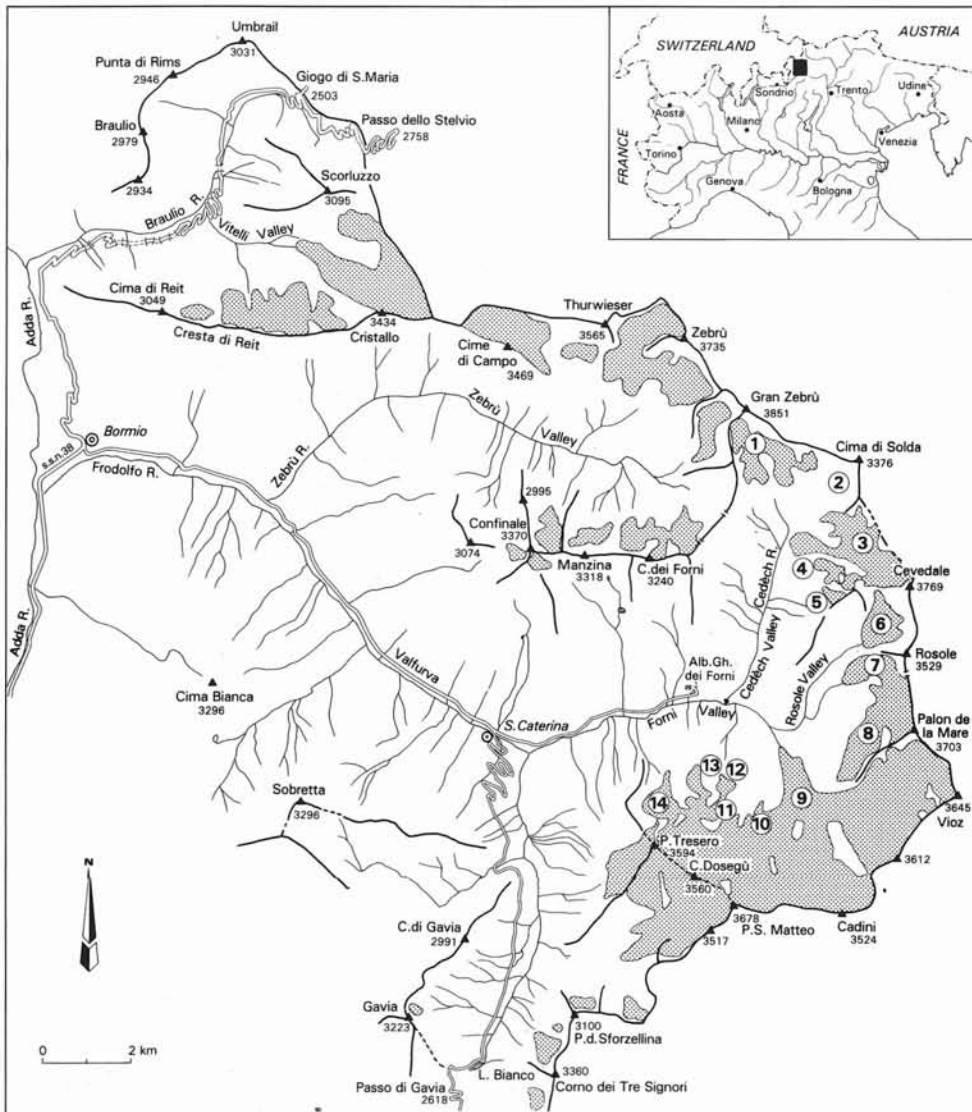 Umbrail
3031
Punta di Rims
2946
Giogo di S.Maria
2503
Braulio
2979
Passo dello Stelvio
2758
2934
Scorluzzo
3095
Braulio R.
Vitelli Valley
SWITZERLAND
AUSTRIA
FRANCE
Sondrio
Trento
Udine
Aosta
Milano
Venezia
Torino
Genova
Bologna
Adda R.
Cima di Reit
3049
Cresta di Reit
3434
Cristallo
Cime
di Campo
3469
Thurwieser
3565
Zebrù
3735
Gran Zebrù
3851
Cima di Solda
3376
Zebrù
Valley
Zebrù R.
Bormio
s.s.n.38
Frodolfo R.
1
2
3
4
5
6
7
8
2995
Confinale
3370
3074
Manzina
3318
C.dei Forni
3240
Cedèch R.
Cedèch Valley
Cevedale
3769
Rosole
3529
Rosole Valley
Adda R.
Valfurva
Alb.Gh.
dei Forni
Forni
Valley
Palon de
la Mare
3703
Cima Bianca
3296
S.Caterina
13
12
14
11
10
9
3645
Vioz
Sobretta
3296
P.Tresero
3594
C.Dosegù
3560
3612
3678
P.S. Matteo
3517
Cadini
3524
N
C.di Gavia
2991
Gavia
3223
3100
P.d.Sforzellina
0 2 km
L. Bianco
3360
Corno dei Tre Signori
Passo di Gavia
2618